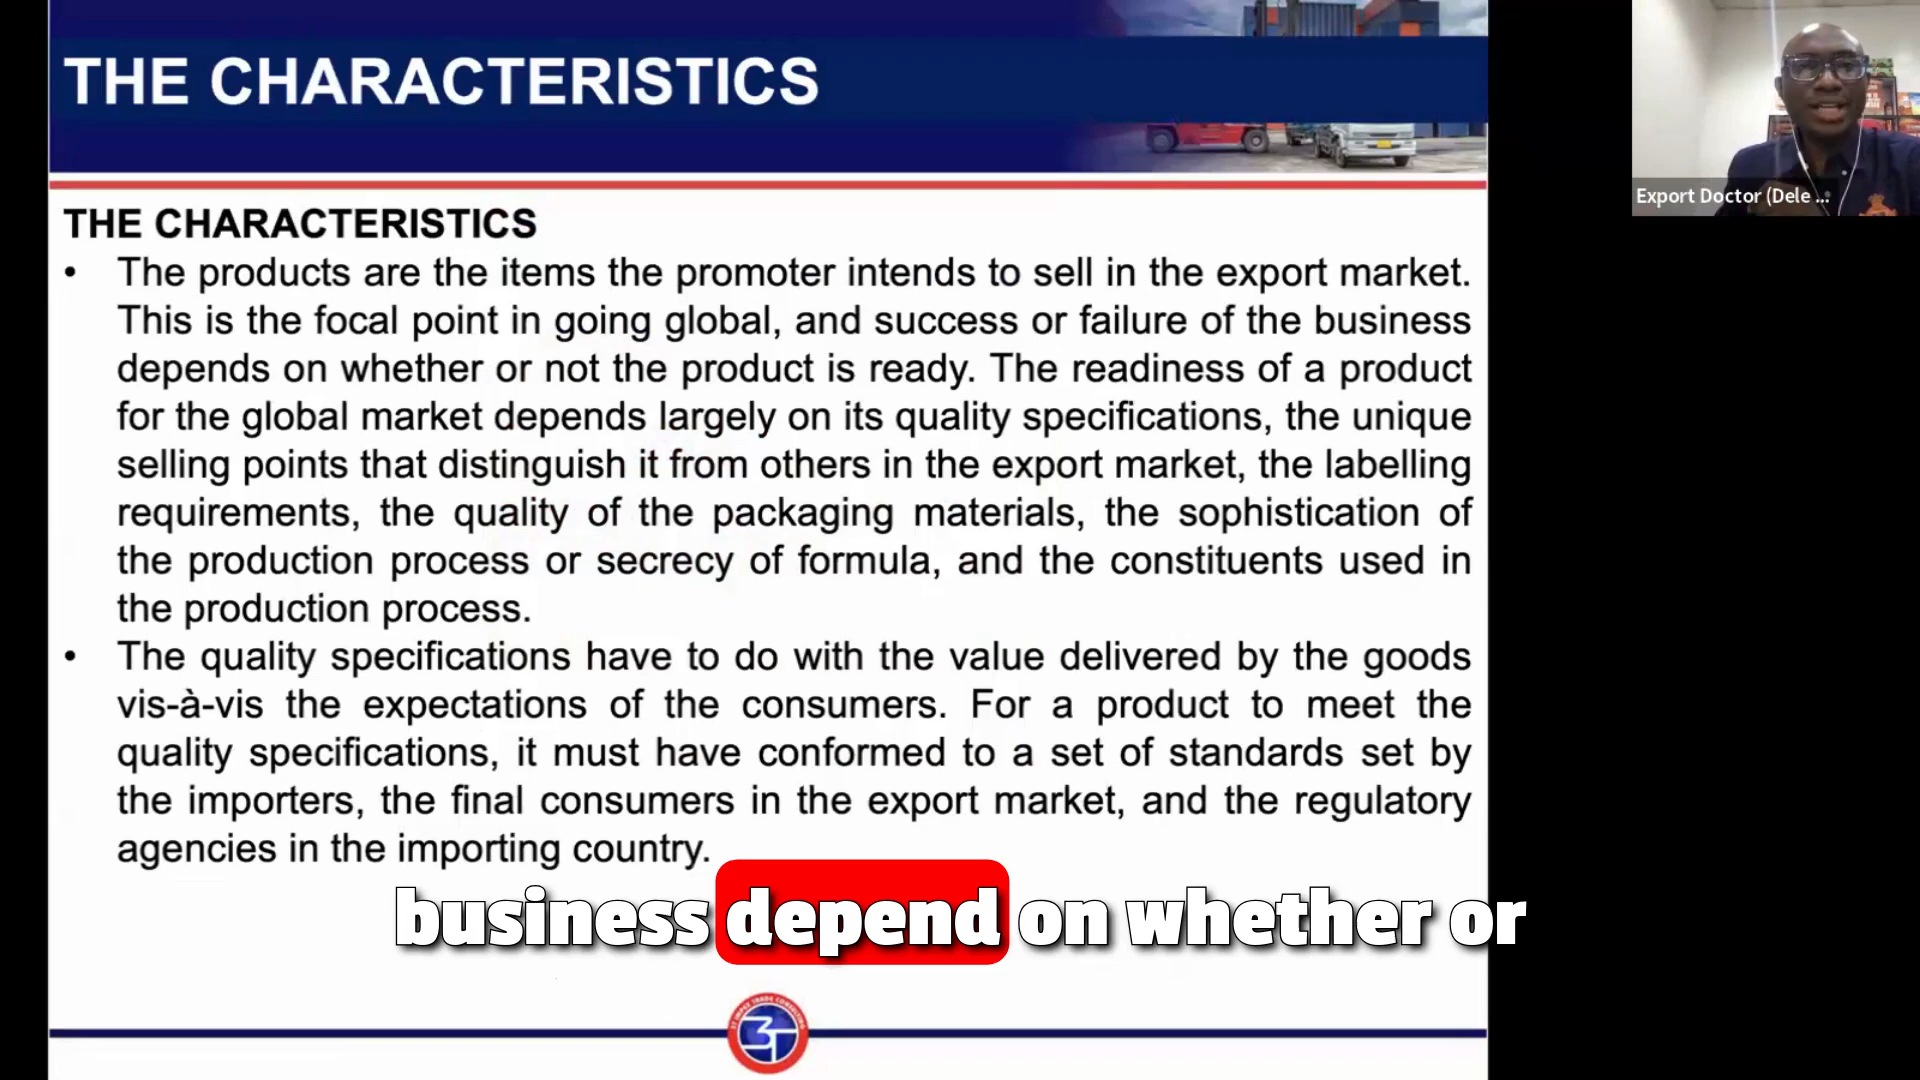 THE CHARACTERISTICS
Export Doctor (Dele ...
THE CHARACTERISTICS
• The products are the items the promoter intends to sell in the export market.
This is the focal point in going global, and success or failure of the business
depends on whether or not the product is ready. The readiness of a product
for the global market depends largely on its quality specifications, the unique
selling points that distinguish it from others in the export market, the labelling
requirements, the quality of the packaging materials, the sophistication of
the production process or secrecy of formula, and the constituents used in
the production process.
• The quality specifications have to do with the value delivered by the goods
vis-à-vis the expectations of the consumers. For a product to meet the
quality specifications, it must have conformed to a set of standards set by
the importers, the final consumers in the export market, and the regulatory
agencies in the importing country.
business depend on whether or
3T IMPEX TRADE CONSULTING
3T